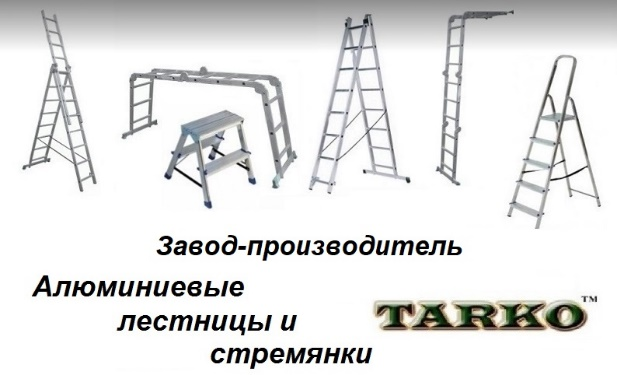 Завод-производитель
Алюминиевые
лестницы и
стремянки
TARKO™